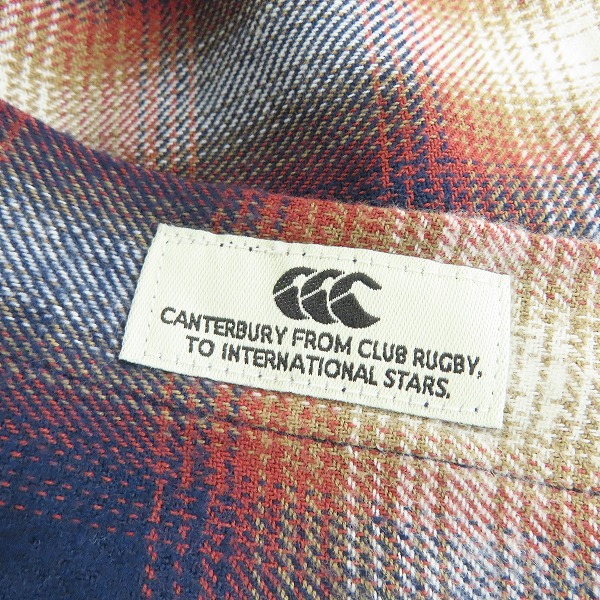 CANTERBURY FROM CLUB RUGBY,
TO INTERNATIONAL STARS.